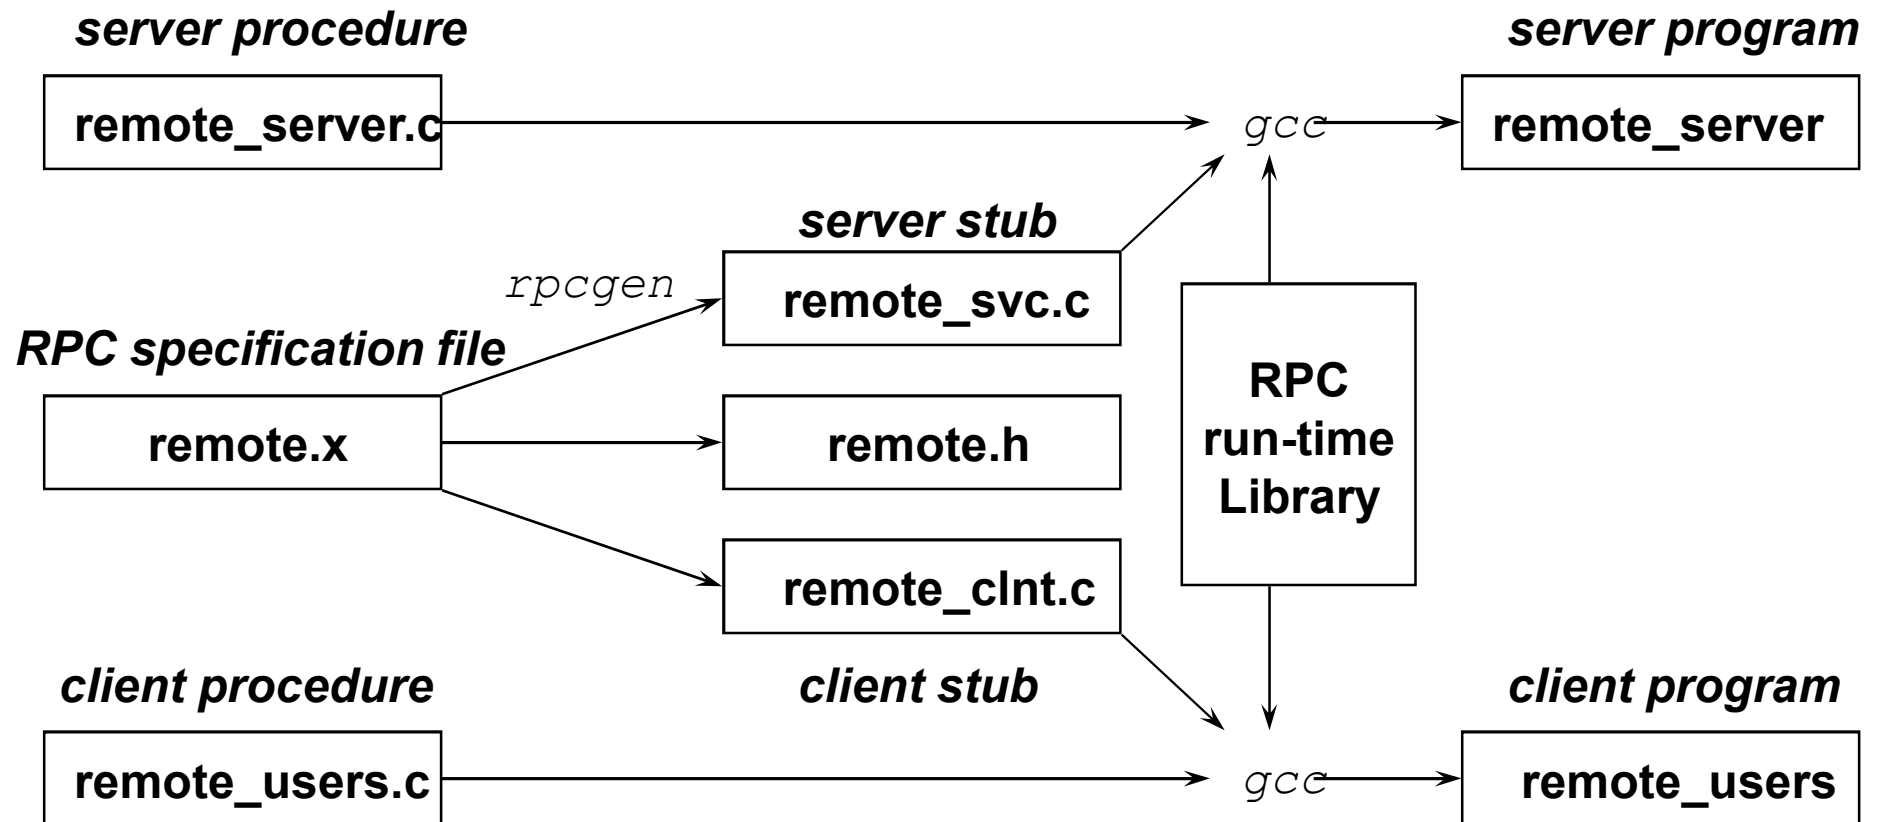 server procedure
server program
remote_server.c
gcc
remote_server
server stub
rpcgen
remote_svc.c
RPC specification file
RPC
run-time
Library
remote.x
remote.h
remote_clnt.c
client procedure
client stub
client program
remote_users.c
gcc
remote_users